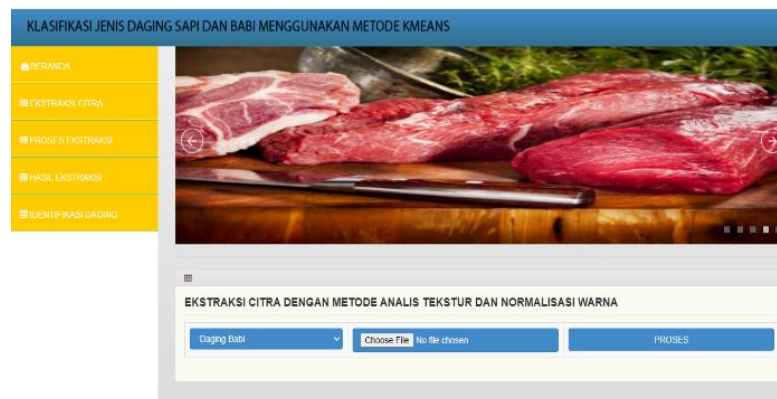 KLASIFIKASI JENIS DAGING SAPI DAN BABI MENGGUNAKAN METODE KMEANS
BERANDA
EKSTRAKSI CITRA
PROSES EKSTRAKSI
HASIL EKSTRAKSI
IDENTIFIKASI DAGING
EKSTRAKSI CITRA DENGAN METODE ANALIS TEKSTUR DAN NORMALISASI WARNA
Daging Babi
Choose File No file chosen
PROSES